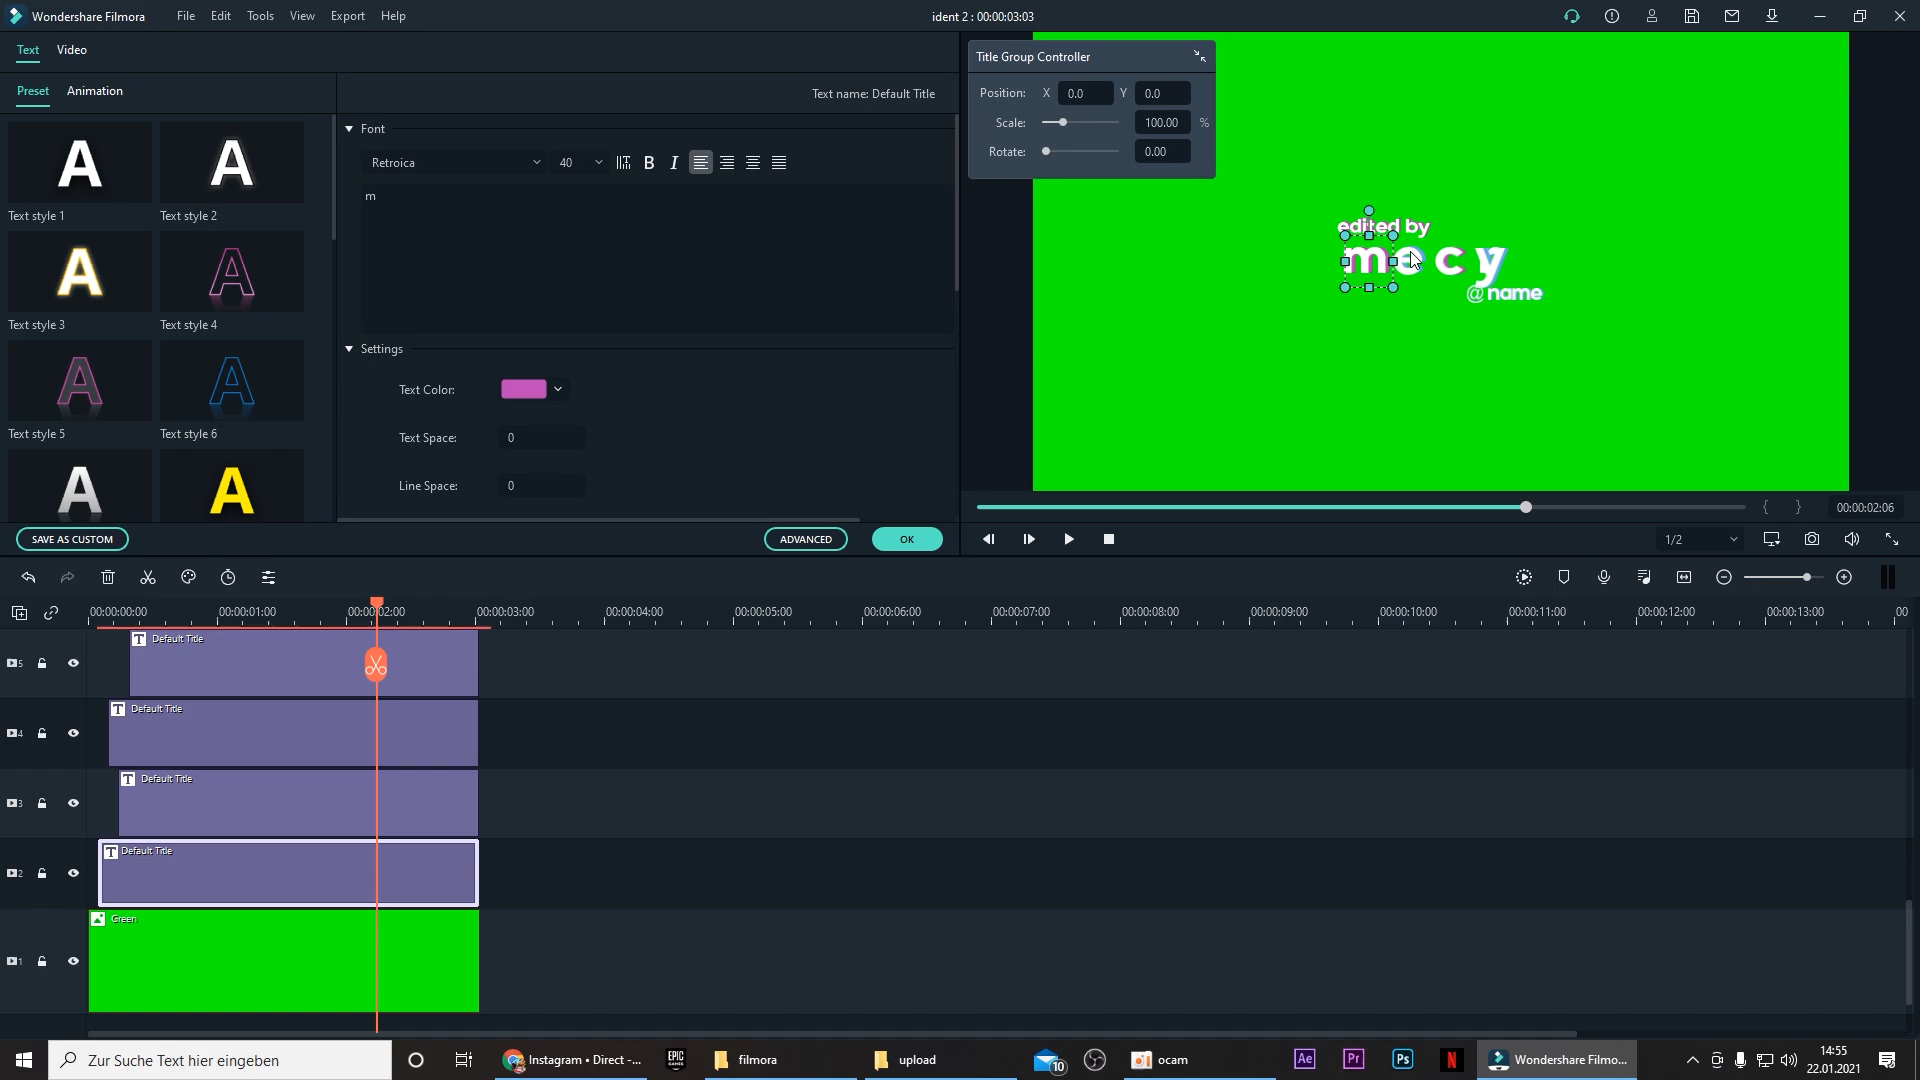 Wondershare Filmora
File Edit Tools View Export Help
ident 2 : 00:00:03:03
Text Video
Preset Animation
Text name: Default Title
Title Group Controller
Position: X 0.0 Y 0.0
Scale: 100.00 %
Rotate: 0.00
Font
Retroica 40 B I
m
A A
Text style 1 Text style 2
A A
Text style 3 Text style 4
A A
Text style 5 Text style 6
A A
Settings
Text Color:
Text Space: 0
Line Space: 0
edited by
mecy
@name
{ } 00:00:02:06
SAVE AS CUSTOM ADVANCED OK
1/2
00:00:00:00 00:00:01:00 00:00:02:00 00:00:03:00 00:00:04:00 00:00:05:00 00:00:06:00 00:00:07:00 00:00:08:00 00:00:09:00 00:00:10:00 00:00:11:00 00:00:12:00 00:00:13:00 00
5 T Default Title
4 T Default Title
3 T Default Title
2 T Default Title
1 Green
Zur Suche Text hier eingeben
EPIC GAMES
Instagram • Direct -... filmora upload 10 ocam Ae Pr Ps N Wondershare Filmo...
14:55
22.01.2021